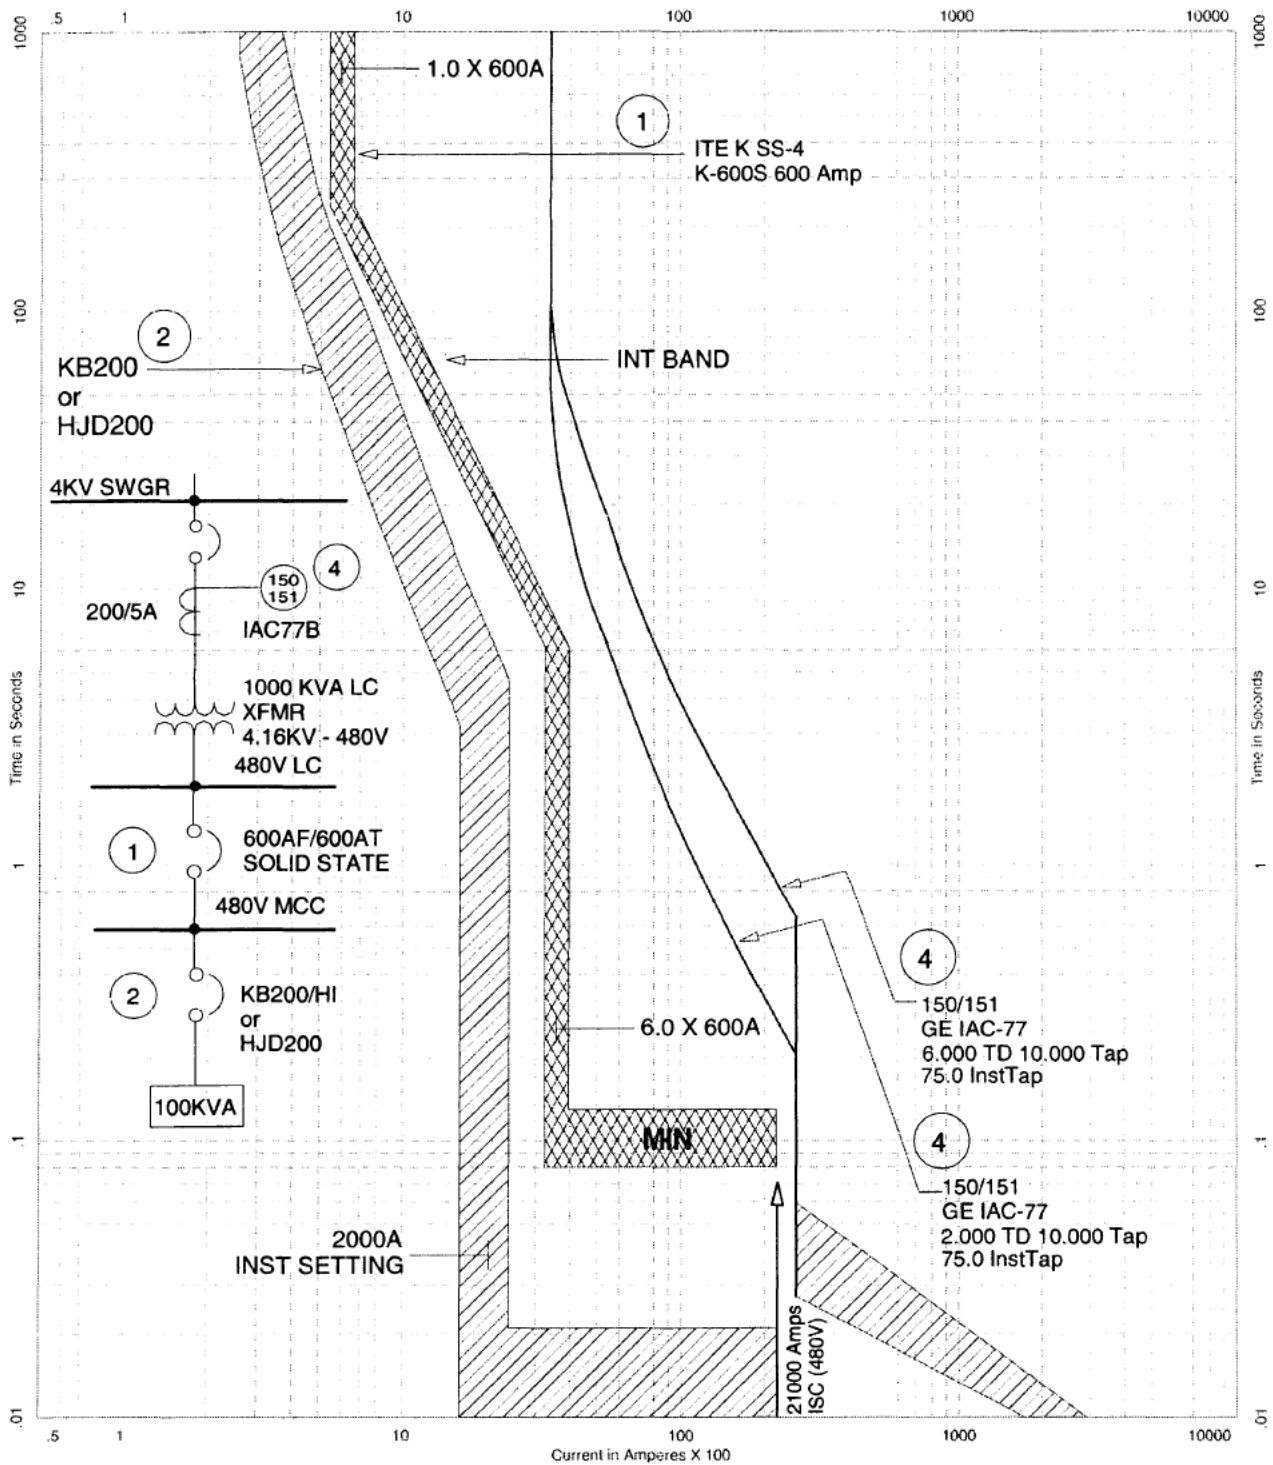 .5 1 10 100 1000 10000
1000 1000
1.0 X 600A
1
ITE K SS-4
K-600S 600 Amp
100 100
2
KB200
or
HJD200
INT BAND
4KV SWGR
4
150
151
200/5A
IAC77B
10 10
1000 KVA LC
XFMR
4.16KV - 480V
480V LC
Time in Seconds Time in Seconds
1
600AF/600AT
SOLID STATE
1 1
480V MCC
2
KB200/HI
or
HJD200
100KVA
4
150/151
GE IAC-77
6.000 TD 10.000 Tap
75.0 InstTap
6.0 X 600A
MIN
.1 .1
4
150/151
GE IAC-77
2.000 TD 10.000 Tap
75.0 InstTap
2000A
INST SETTING
21000 Amps
ISC (480V)
.01 .01
.5 1 10 100 1000 10000
Current in Amperes X 100